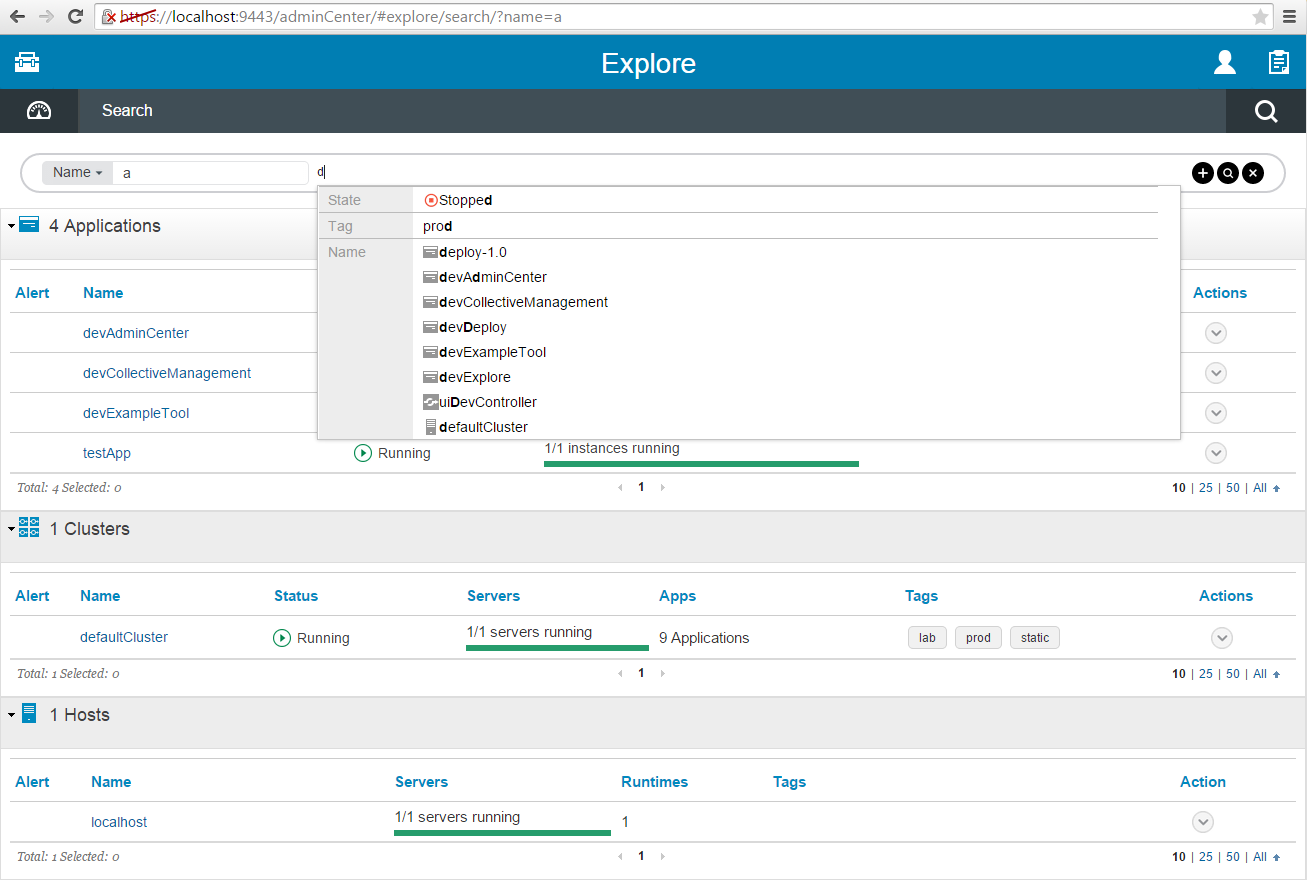 https://localhost:9443/adminCenter/#explore/search/?name=a
Explore
Search
Name a d
State Stopped
Tag prod
Name deploy-1.0
devAdminCenter
devCollectiveManagement
devDeploy
devExampleTool
devExplore
uiDevController
defaultCluster
4 Applications
Alert Name Actions
devAdminCenter
devCollectiveManagement
devExampleTool
testApp Running 1/1 instances running
Total: 4 Selected: 0 1 10 | 25 | 50 | All
1 Clusters
Alert Name Status Servers Apps Tags Actions
defaultCluster Running 1/1 servers running 9 Applications lab prod static
Total: 1 Selected: 0 1 10 | 25 | 50 | All
1 Hosts
Alert Name Servers Runtimes Tags Action
localhost 1/1 servers running 1
Total: 1 Selected: 0 1 10 | 25 | 50 | All